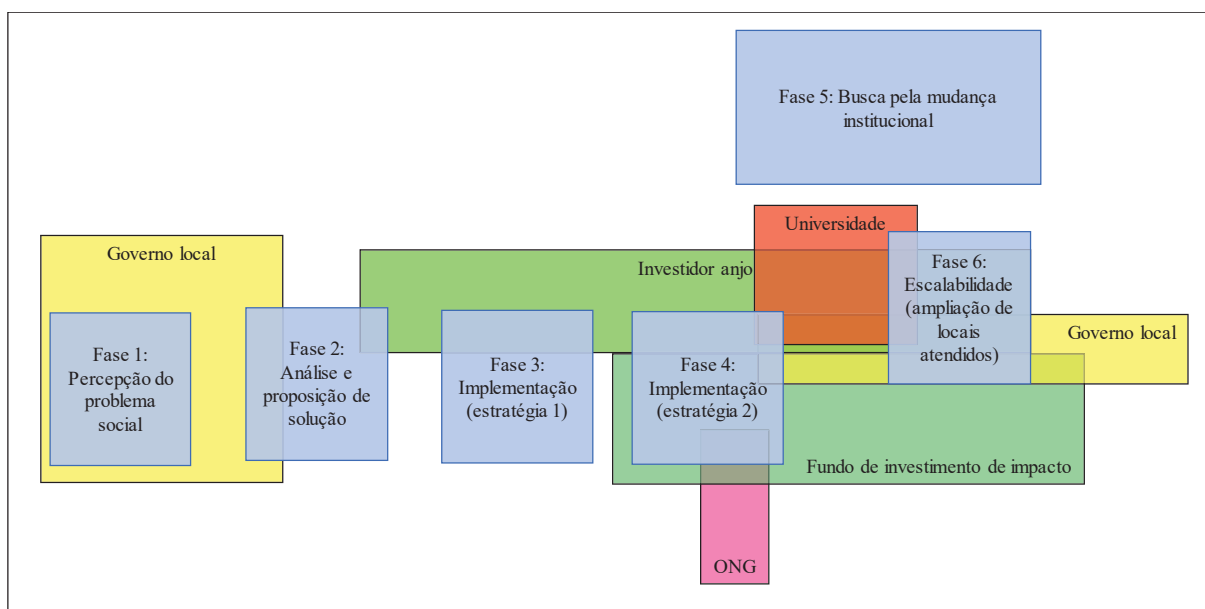 Fase 5: Busca pela mudança
institucional
Universidade
Governo local
Investidor anjo
Fase 6:
Escalabilidade
(ampliação de
locais
atendidos)
Governo local
Fase 1:
Percepção do
problema
social
Fase 2:
Análise e
proposição de
solução
Fase 3:
Implementação
(estratégia 1)
Fase 4:
Implementação
(estratégia 2)
Fundo de investimento de impacto
ONG